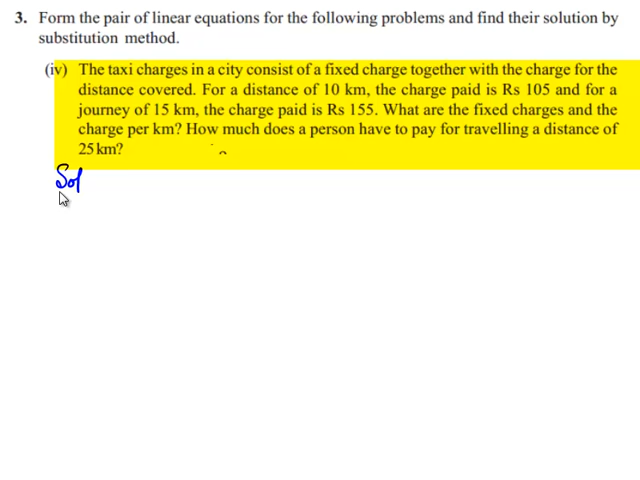 3. Form the pair of linear equations for the following problems and find their solution by
substitution method.
(iv) The taxi charges in a city consist of a fixed charge together with the charge for the
distance covered. For a distance of 10 km, the charge paid is Rs 105 and for a
journey of 15 km, the charge paid is Rs 155. What are the fixed charges and the
charge per km? How much does a person have to pay for travelling a distance of
25 km?
Sol